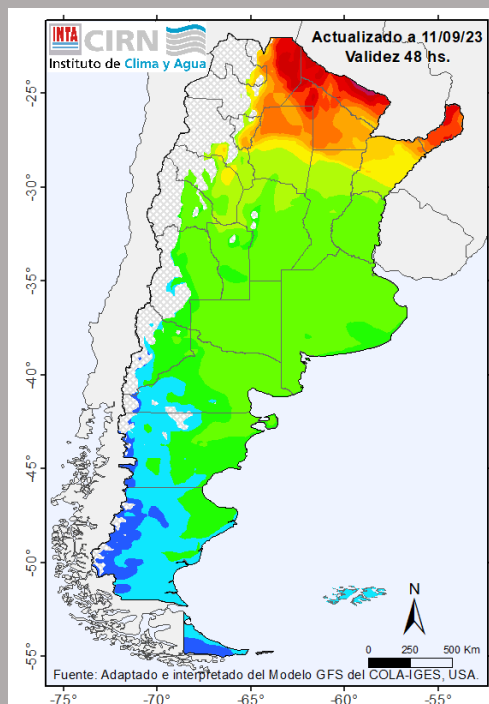 INTA CIRN
Instituto de Clima y Agua
Actualizado a 11/09/23
Validez 48 hs.
-25°
-30°
-35°
-40°
-45°
-50°
-55°
N
0 250 500 Km
Fuente: Adaptado e interpretado del Modelo GFS del COLA-IGES, USA.
-75° -70° -65° -60° -55°